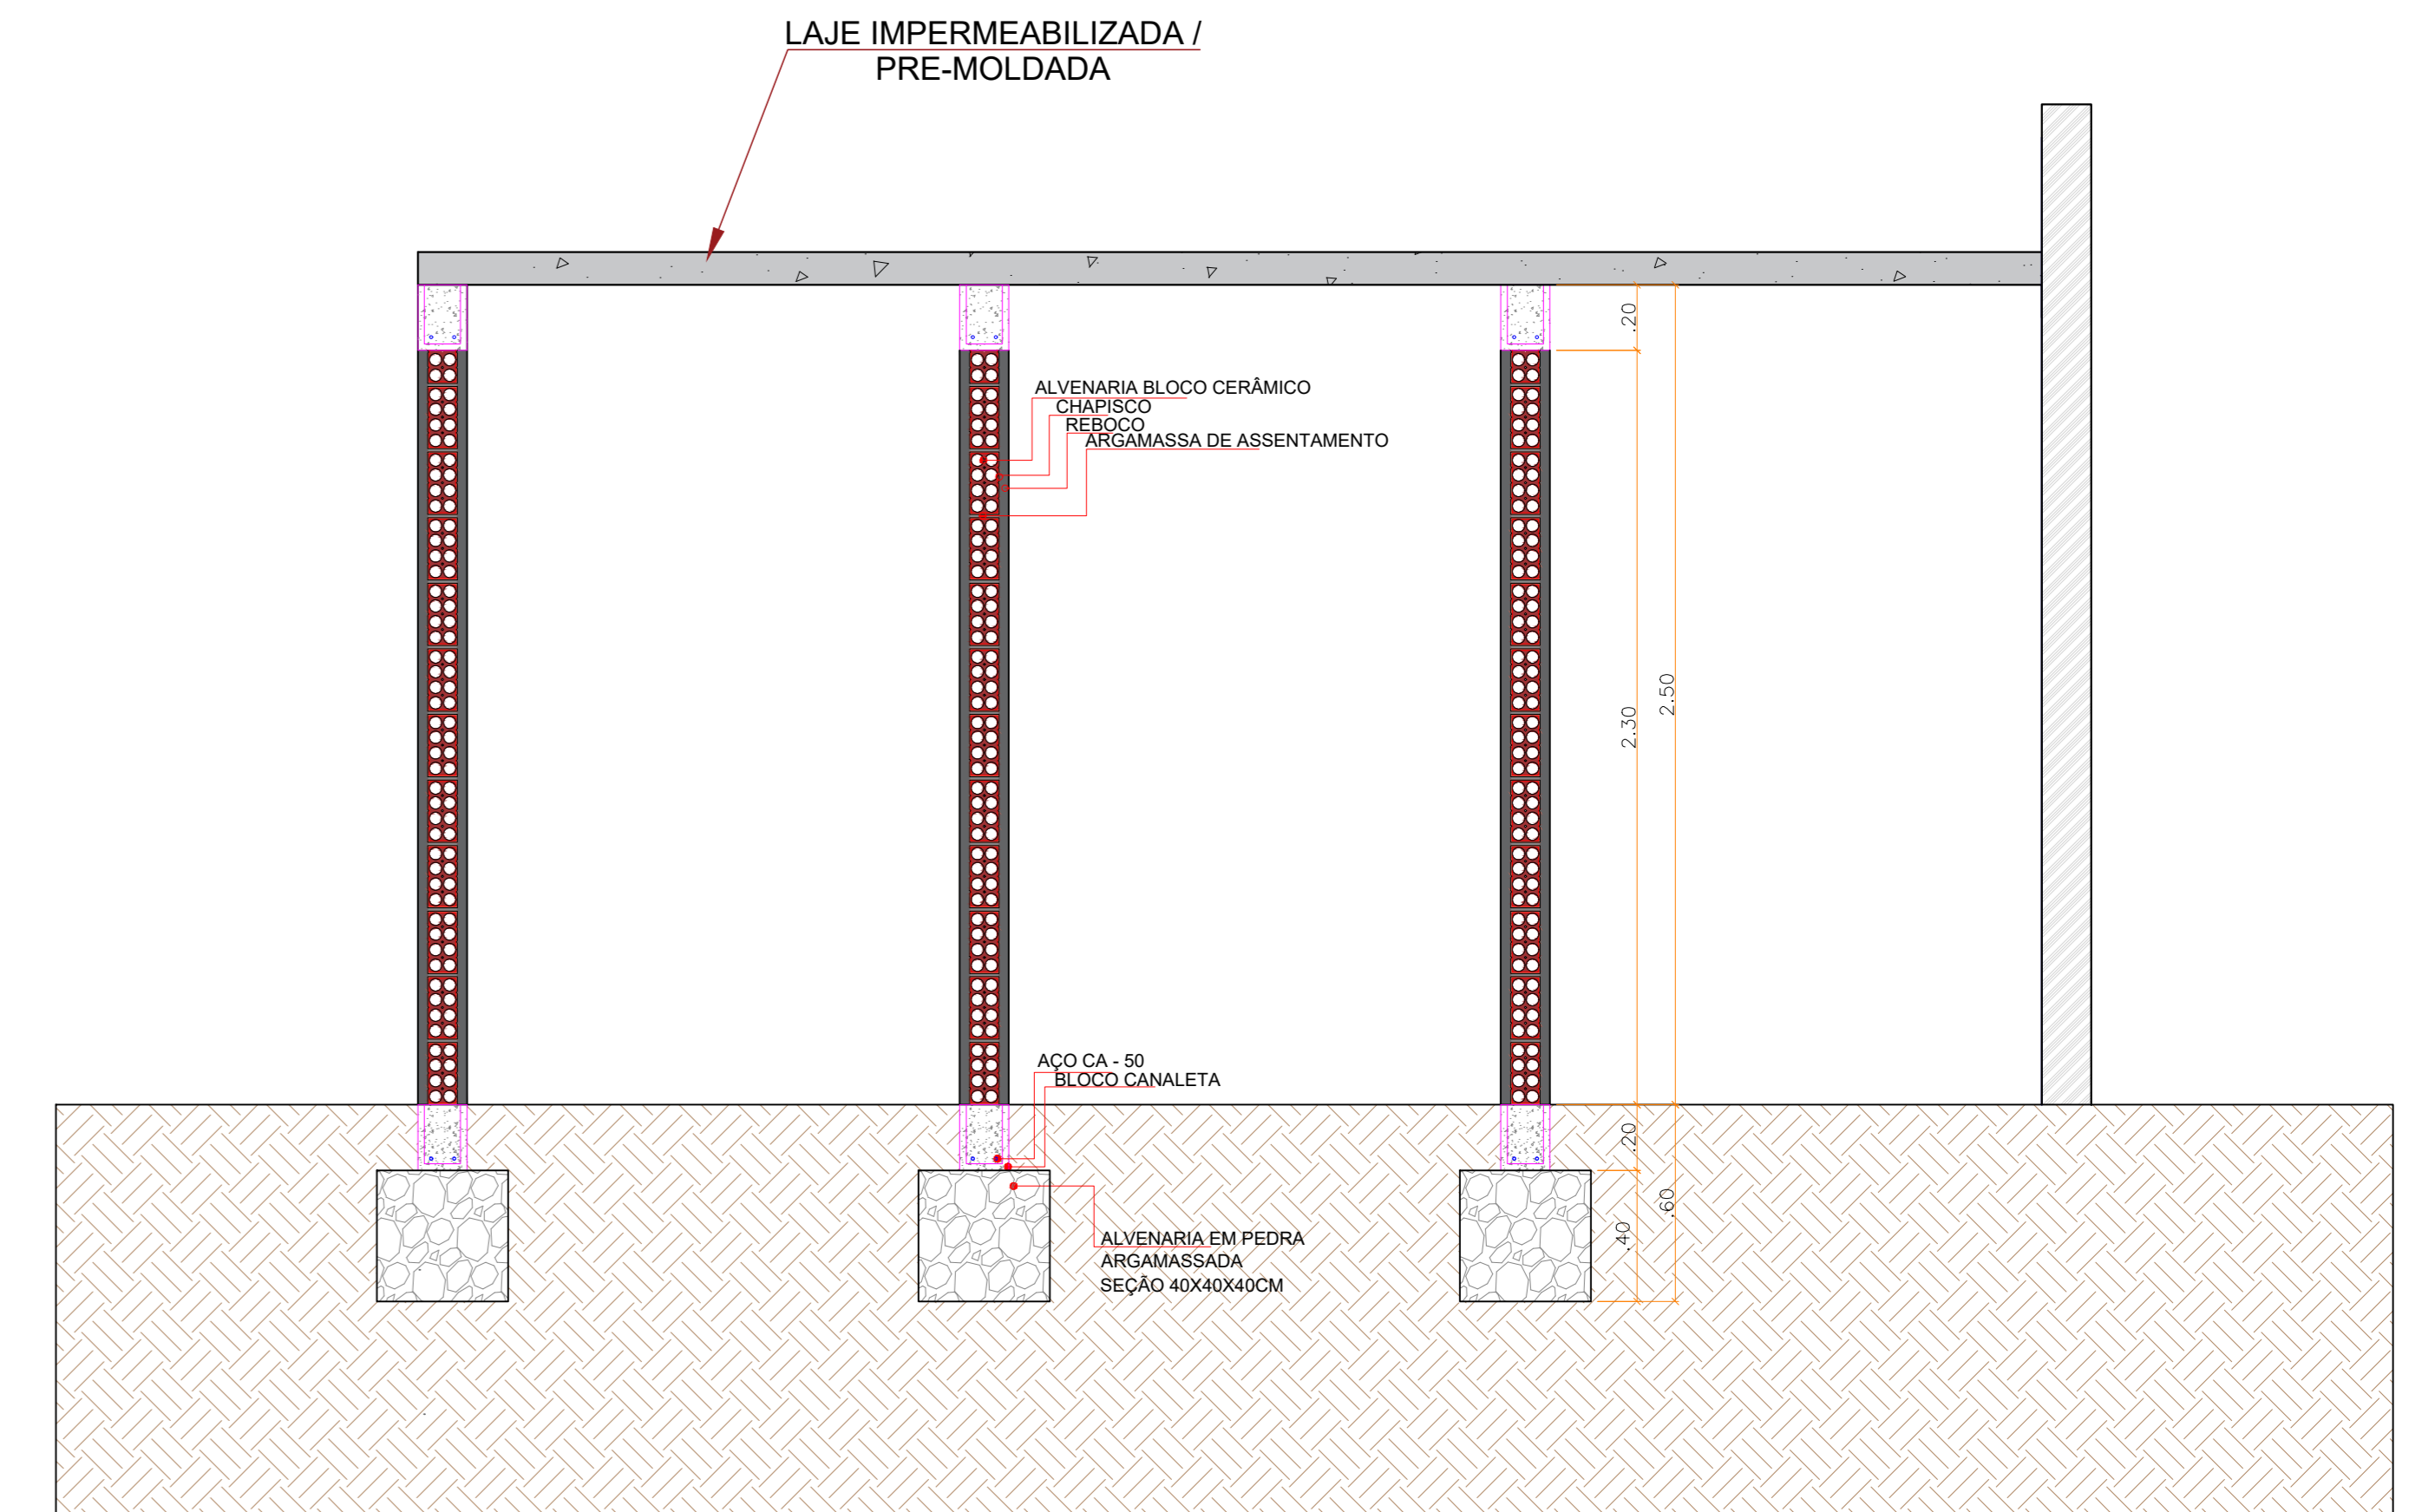 LAJE IMPERMEABILIZADA /
PRE-MOLDADA
.20
ALVENARIA BLOCO CERÂMICO
CHAPISCO
REBOCO
ARGAMASSA DE ASSENTAMENTO
2.30
2.50
AÇO CA - 50
BLOCO CANALETA
.20
.40
.60
ALVENARIA EM PEDRA
ARGAMASSADA
SEÇÃO 40X40X40CM